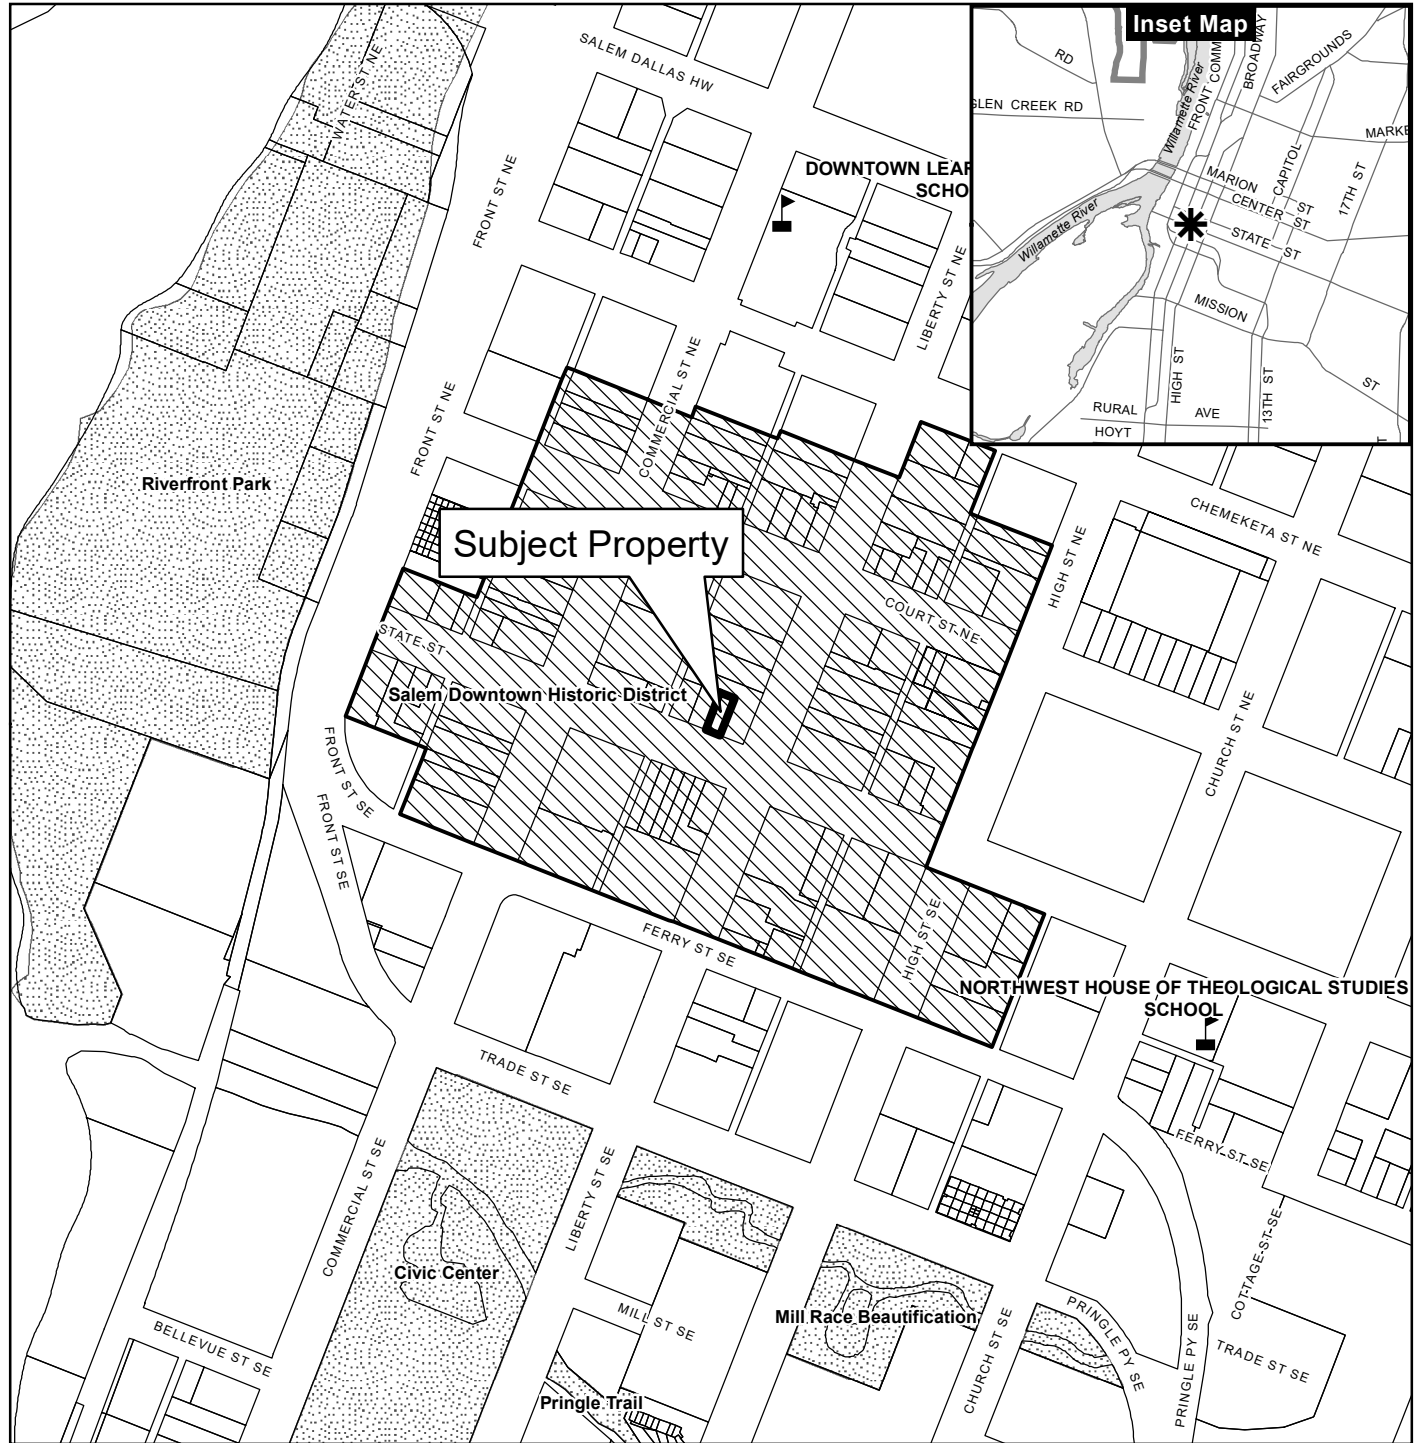 Inset Map
RD
GLEN CREEK RD
Willamette River
FRONT
COMM
BROADWAY
FAIRGROUNDS
MARKE
MARION
ST
CENTER
ST
CAPITOL
17TH ST
Willamette River
STATE
ST
MISSION
ST
HIGH ST
13TH ST
RURAL
AVE
HOYT
T
SALEM DALLAS HW
WATER ST NE
FRONT ST NE
DOWNTOWN LEAR
SCHO
LIBERTY ST NE
COMMERCIAL ST NE
FRONT ST NE
Riverfront Park
CHEMEKETA ST NE
Subject Property
HIGH ST NE
COURT ST NE
STATE ST
Salem Downtown Historic District
CHURCH ST NE
FRONT ST SE
FRONT ST SE
FERRY ST SE
HIGH ST SE
NORTHWEST HOUSE OF THEOLOGICAL STUDIES
SCHOOL
TRADE ST SE
FERRY ST SE
COMMERCIAL ST SE
LIBERTY ST SE
COTTAGE ST SE
Civic Center
MILL ST SE
Mill Race Beautification
PRINGLE PY SE
BELLEVUE ST SE
CHURCH ST SE
PRINGLE PY SE
TRADE ST SE
Pringle Trail